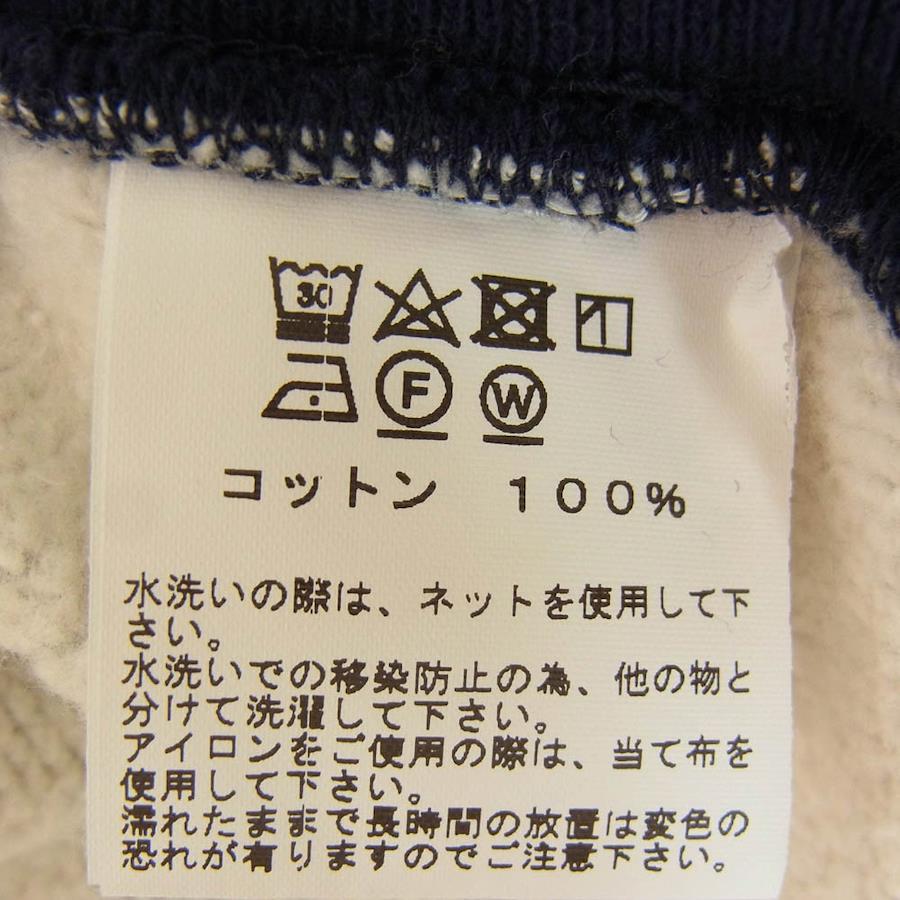 30
F W
コットン 100%
水洗いの際は、ネットを使用して下
さい。
水洗いでの移染防止の為、他の物と
分けて洗濯して下さい。
アイロンをご使用の際は、当て布を
使用して下さい。
濡れたままで長時間の放置は変色の
恐れが有りますのでご注意下さい。